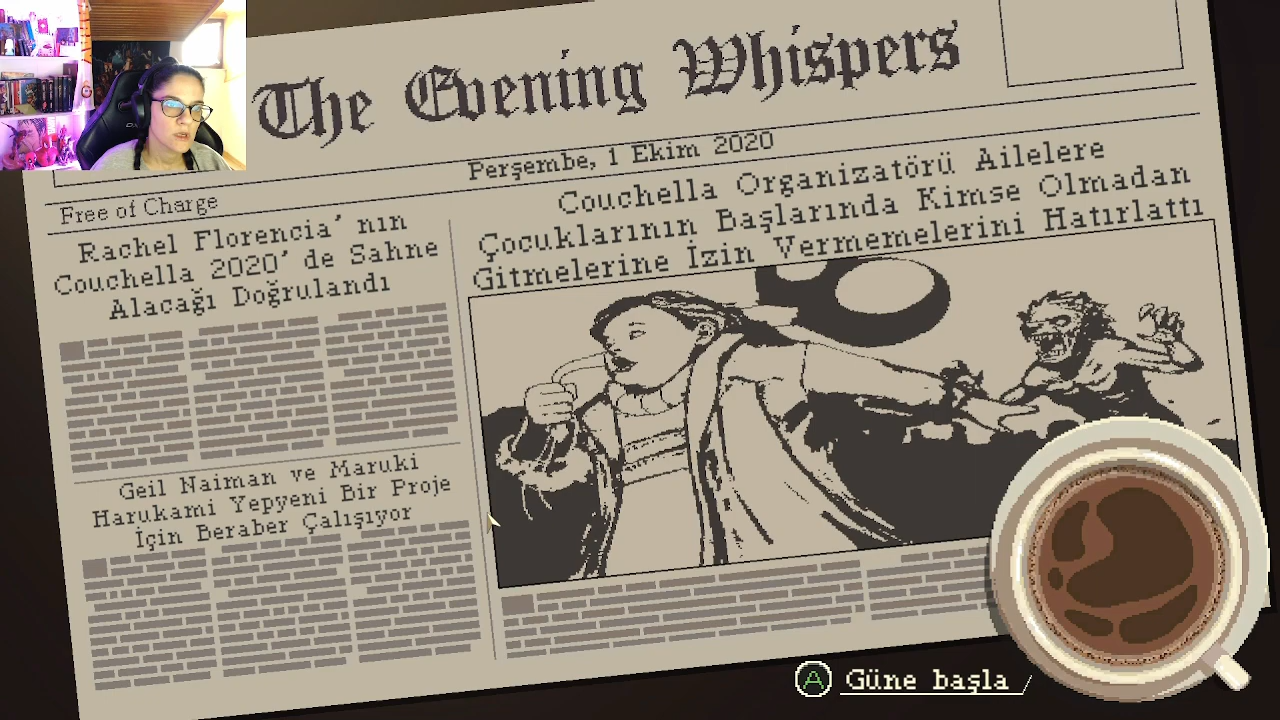 The Evening Whispers
Perşembe, 1 Ekim 2020
Free of Charge
Rachel Florencia' nın
Couchella 2020' de Sahne
Alacağı Doğrulandı
Couchella Organizatörü Ailelere
Çocuklarının Başlarında Kimse Olmadan
Gitmelerine İzin Vermemelerini Hatırlattı
Geil Naiman ve Maruki
Harukami Yepyeni Bir Proje
İçin Beraber Çalışıyor
A Güne başla